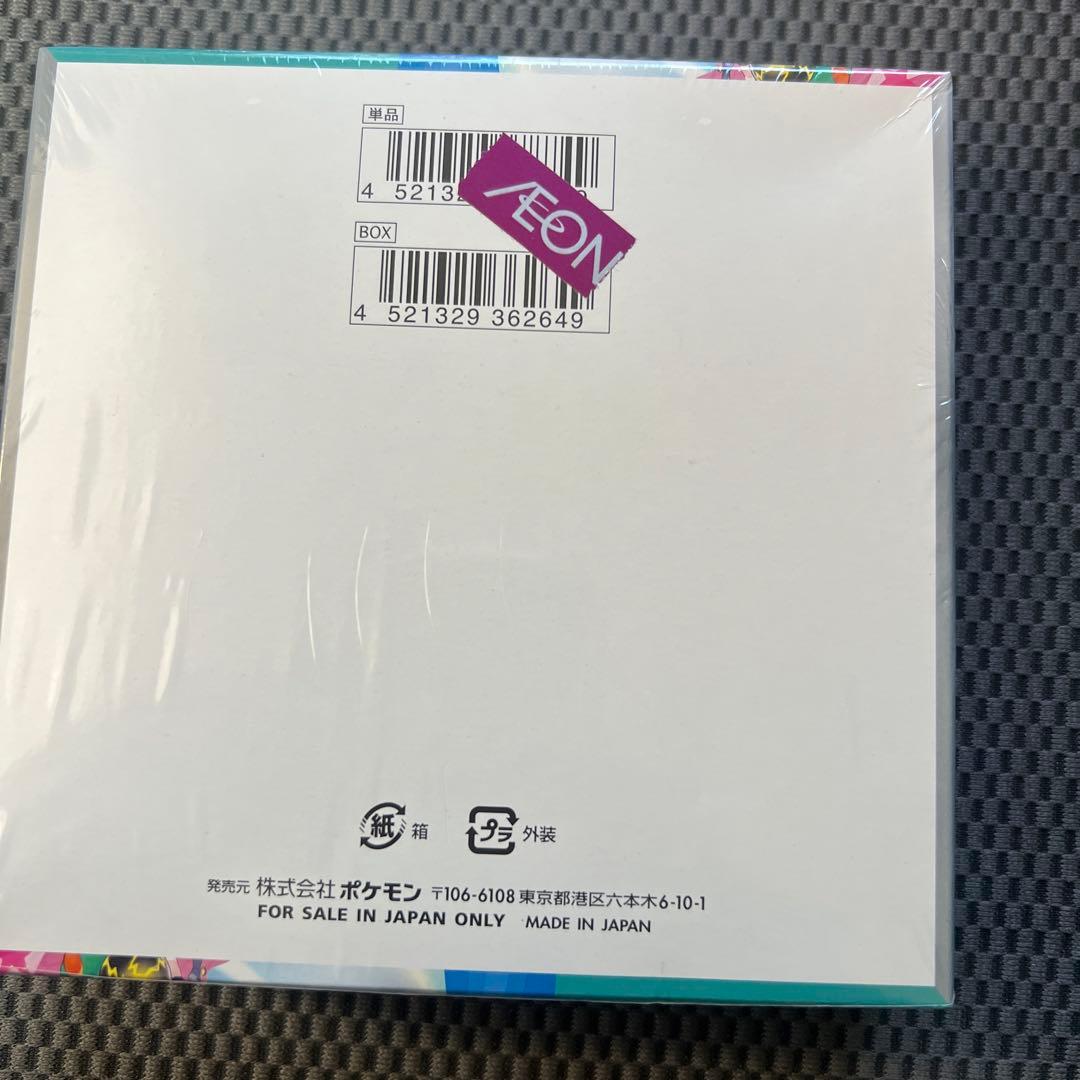 単品
4 5213
ÆON
BOX
4 521329 362649
紙 箱
プラ 外装
発売元 株式会社 ポケモン 〒106-6108 東京都港区六本木6-10-1
FOR SALE IN JAPAN ONLY MADE IN JAPAN